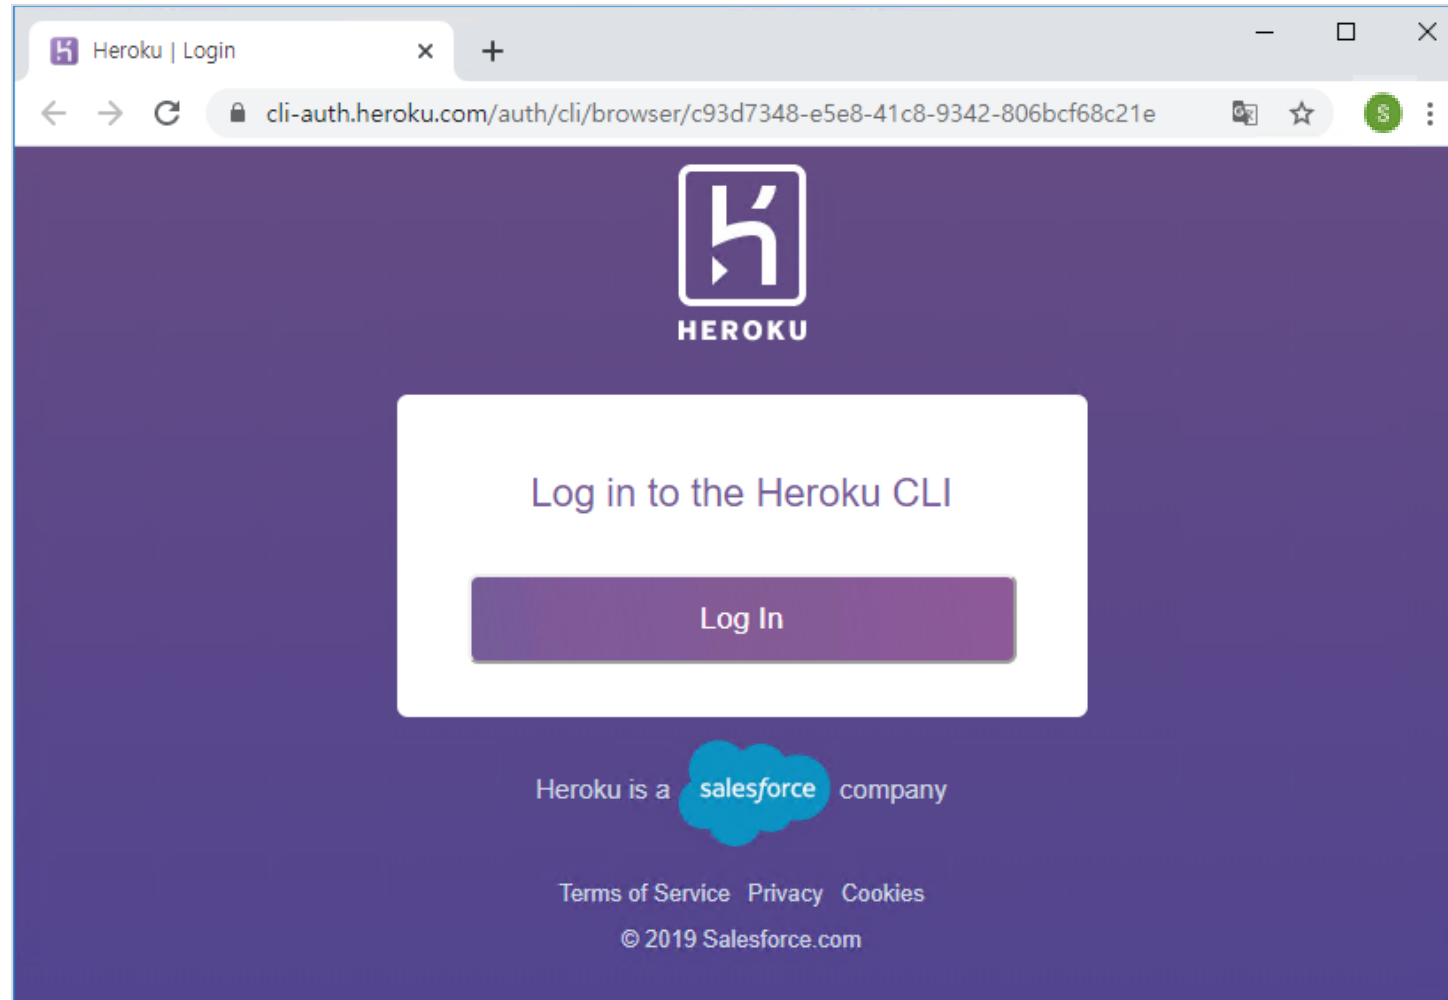 Heroku | Login
cli-auth.heroku.com/auth/cli/browser/c93d7348-e5e8-41c8-9342-806bcf68c21e
S
HEROKU
Log in to the Heroku CLI
Log In
Heroku is a salesforce company
Terms of Service Privacy Cookies
© 2019 Salesforce.com